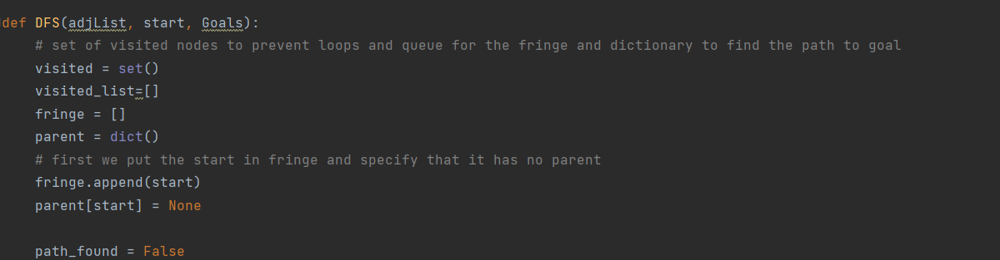 def DFS(adjList, start, Goals):
    # set of visited nodes to prevent loops and queue for the fringe and dictionary to find the path to goal
    visited = set()
    visited_list=[]
    fringe = []
    parent = dict()
    # first we put the start in fringe and specify that it has no parent
    fringe.append(start)
    parent[start] = None
    path_found = False